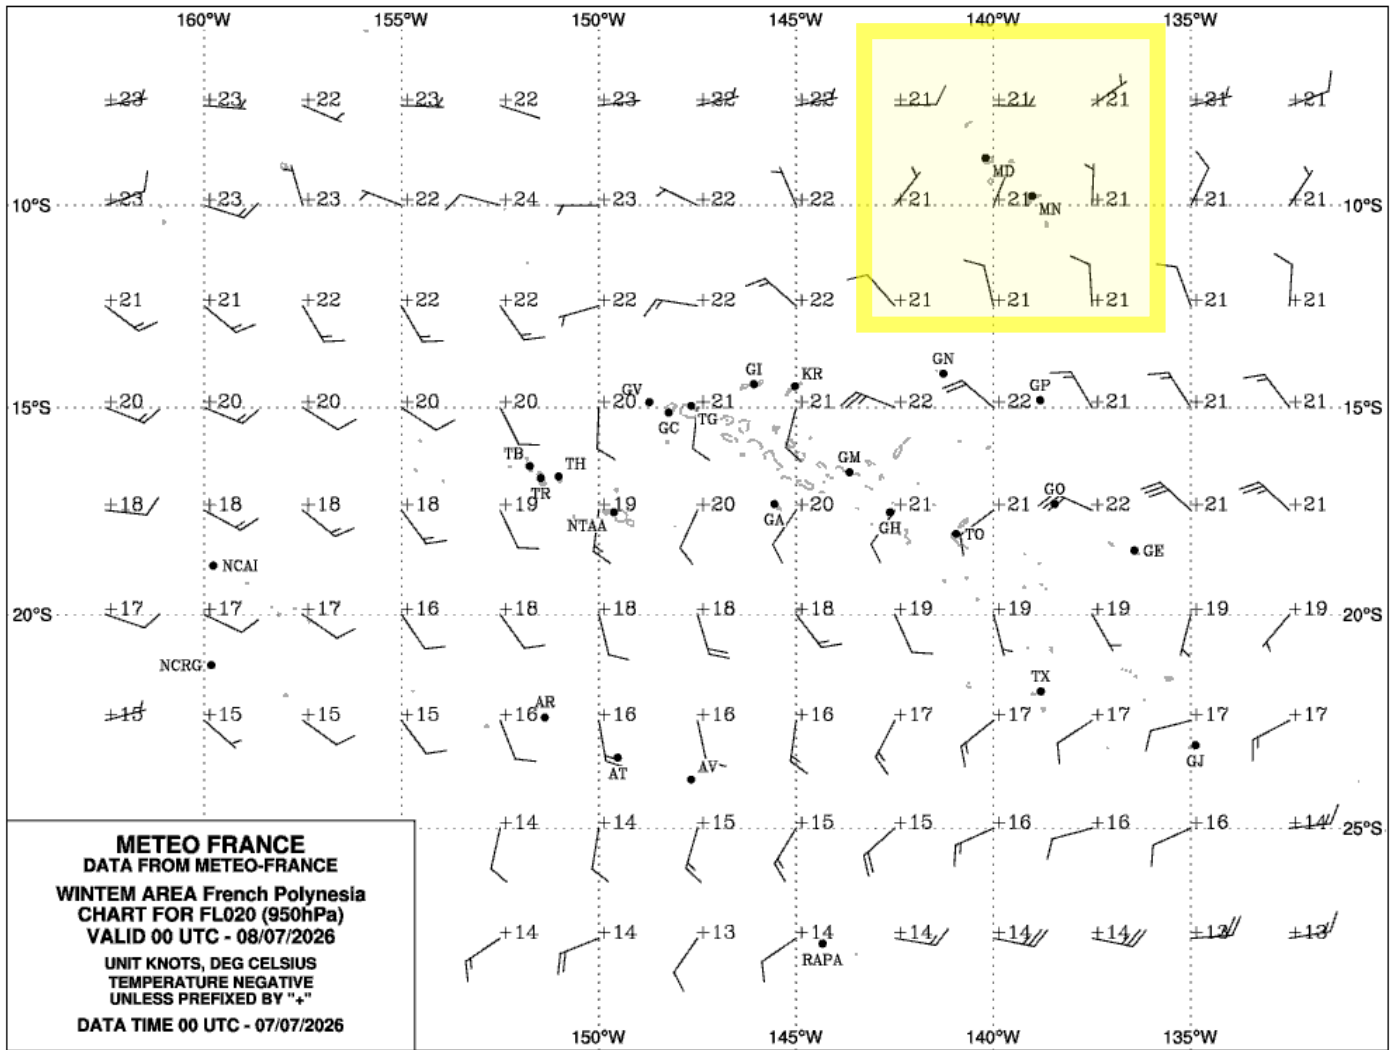 160°W 155°W 150°W 145°W 140°W 135°W
+23 +23 +22 +23 +22 +23 +22 +22 +21 +21 +21 +21 +21
MD
+23 +23 +23 +22 +24 +23 +22 +22 +21 +21 +21 +21 +21
10°S MN 10°S
+21 +21 +22 +22 +22 +22 +22 +22 +21 +21 +21 +21 +21
GN
GI KR
GV GP
+20 +20 +20 +20 +20 +20 +21 +21 +22 +22 +21 +21 +21
15°S 15°S
GC TG
TB TH GM
TR
GO
+18 +18 +18 +18 +19 +19 +20 +20 +21 +21 +22 +21 +21
NTAA GA GH TO
GE
NCAI
+17 +17 +17 +16 +18 +18 +18 +18 +19 +19 +19 +19 +19
20°S 20°S
NCRG
TX
AR
+15 +15 +15 +15 +16 +16 +16 +16 +17 +17 +17 +17 +17
AT AV GJ
+14 +14 +15 +15 +15 +16 +16 +16 +14
25°S
METEO FRANCE
DATA FROM METEO-FRANCE
WINTEM AREA French Polynesia
CHART FOR FL020 (950hPa)
VALID 00 UTC - 08/07/2026
UNIT KNOTS, DEG CELSIUS
TEMPERATURE NEGATIVE
UNLESS PREFIXED BY "+"
DATA TIME 00 UTC - 07/07/2026
+14 +14 +13 +14 +14 +14 +14 +13 +13
RAPA
150°W 145°W 140°W 135°W